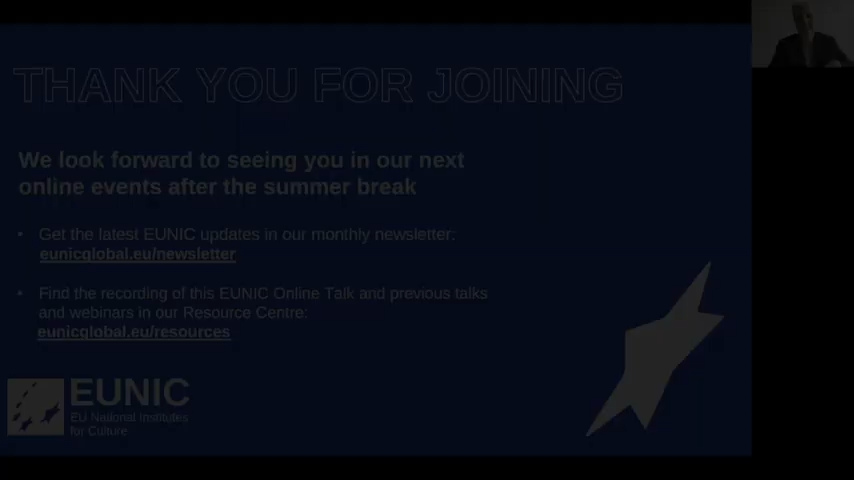 THANK YOU FOR JOINING
We look forward to seeing you in our next
online events after the summer break
• Get the latest EUNIC updates in our monthly newsletter:
eunicglobal.eu/newsletter
• Find the recording of this EUNIC Online Talk and previous talks
and webinars in our Resource Centre:
eunicglobal.eu/resources
EUNIC
EU National Institutes
for Culture